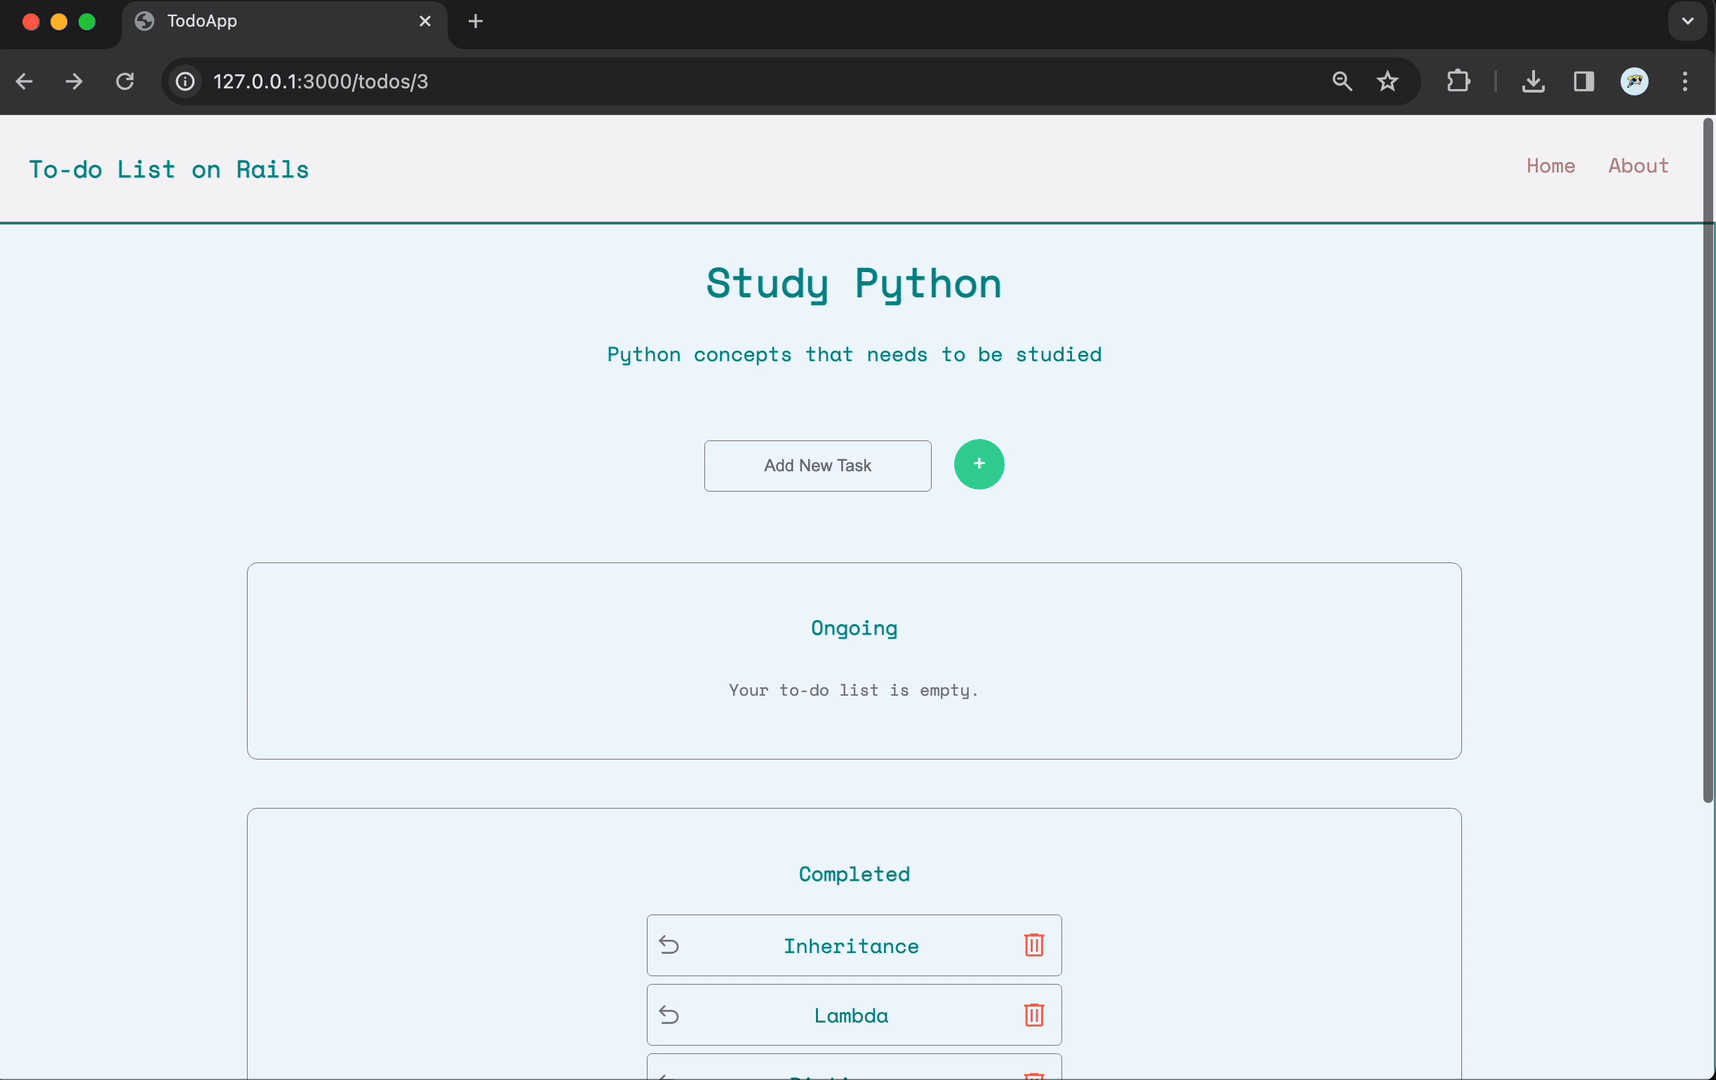 TodoApp
127.0.0.1:3000/todos/3
To-do List on Rails
Home About
Study Python
Python concepts that needs to be studied
Add New Task
+
Ongoing
Your to-do list is empty.
Completed
Inheritance
Lambda